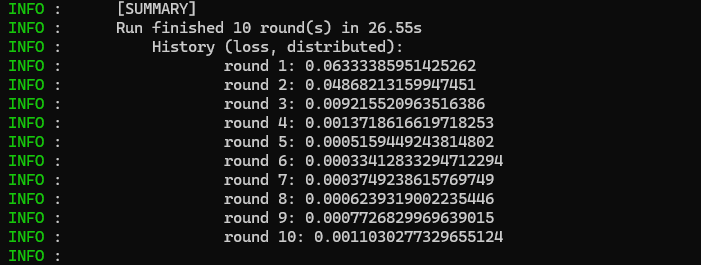 INFO :      [SUMMARY]
INFO :      Run finished 10 round(s) in 26.55s
INFO :          History (loss, distributed):
INFO :                  round 1: 0.06333385951425262
INFO :                  round 2: 0.04868213159947451
INFO :                  round 3: 0.009215520963516386
INFO :                  round 4: 0.0013718616619718253
INFO :                  round 5: 0.0005159449243814802
INFO :                  round 6: 0.00033412833294712294
INFO :                  round 7: 0.0003749238615769749
INFO :                  round 8: 0.0006239319002235446
INFO :                  round 9: 0.0007726829969639015
INFO :                  round 10: 0.0011030277329655124
INFO :